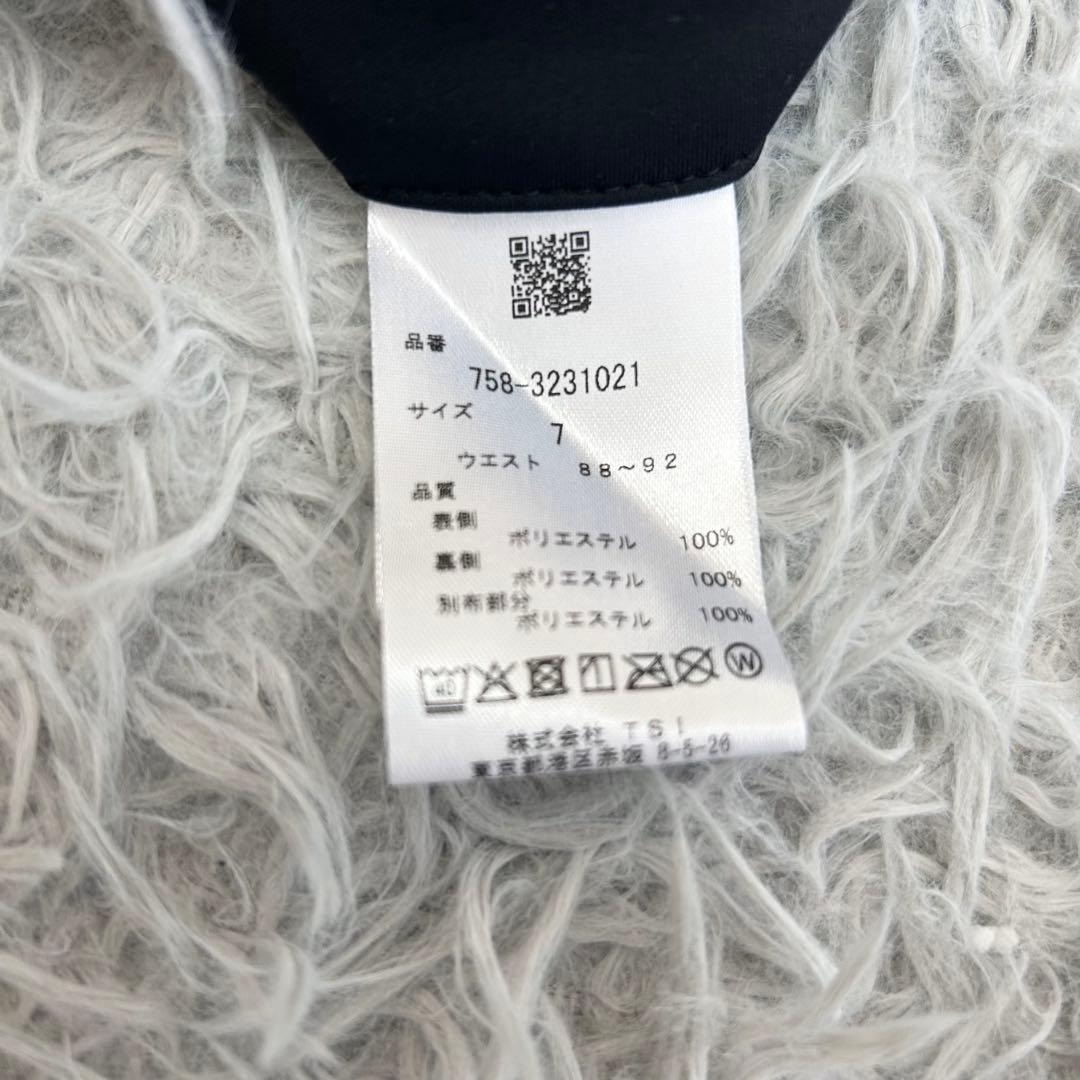 品番
758-3231021
サイズ
7
ウエスト 88～92
品質
表側
ポリエステル 100%
裏側
ポリエステル 100%
別布部分
ポリエステル 100%
40
W
株式会社 TSI
東京都港区赤坂 8-5-26